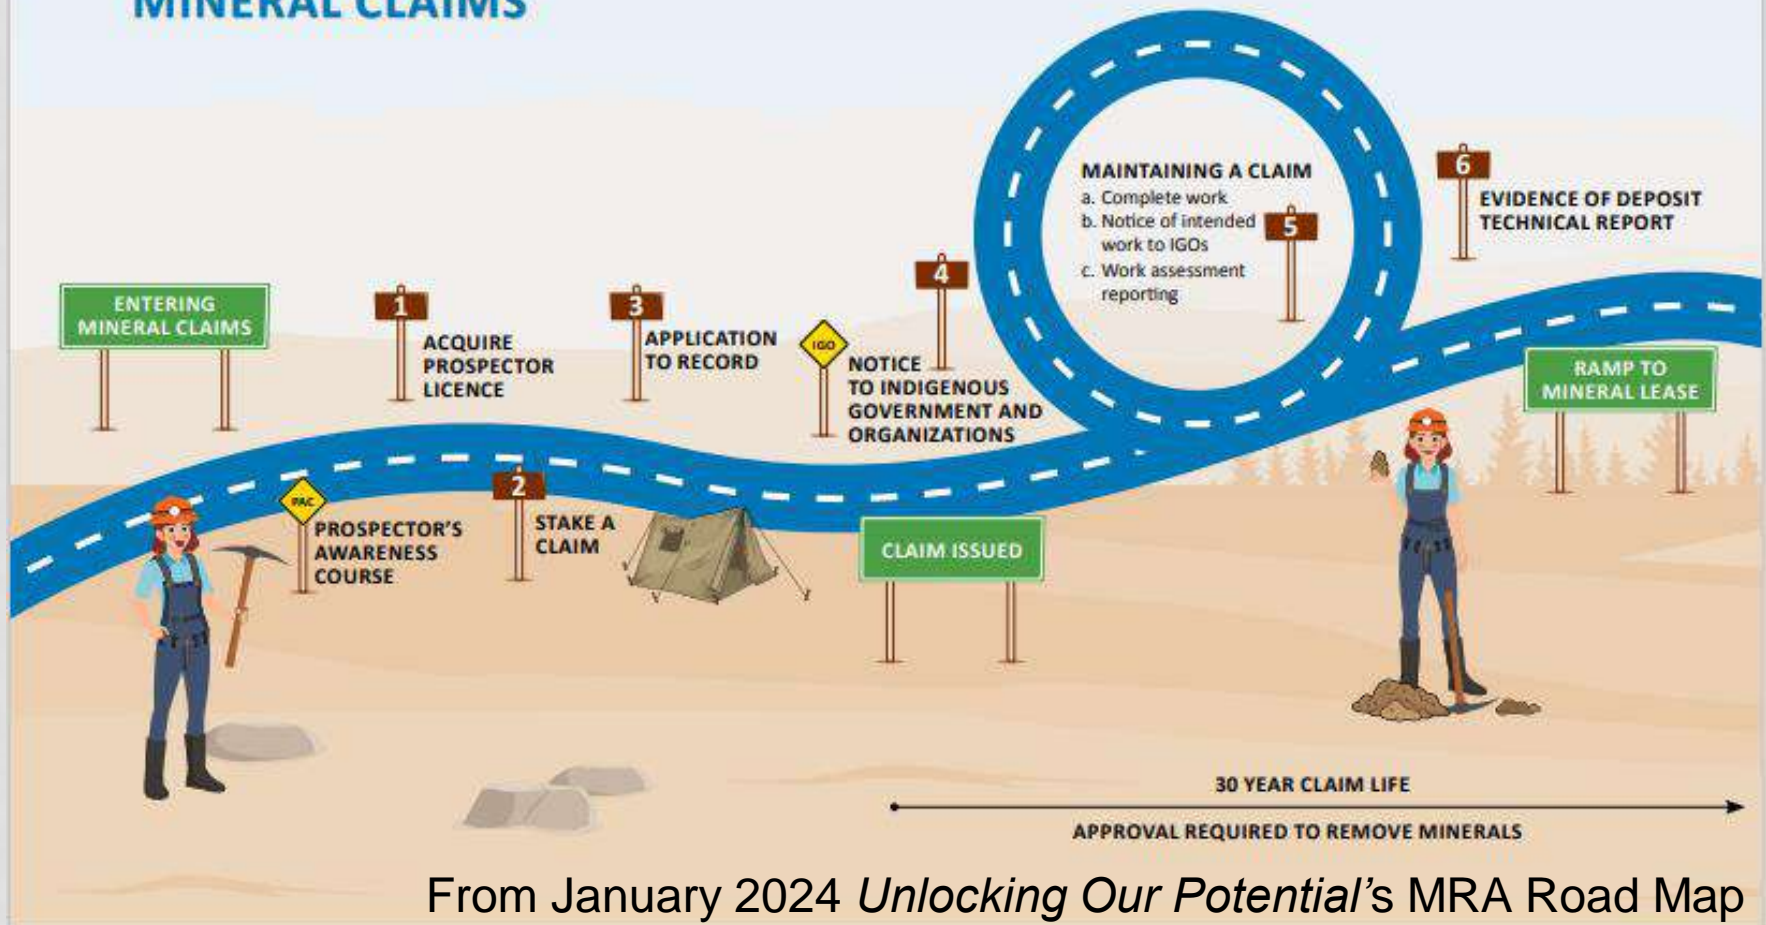 MINERAL CLAIMS
ENTERING
MINERAL CLAIMS
1
ACQUIRE
PROSPECTOR
LICENCE
PAC
PROSPECTOR'S
AWARENESS
COURSE
2
STAKE A
CLAIM
3
APPLICATION
TO RECORD
IGO
4
NOTICE
TO INDIGENOUS
GOVERNMENT AND
ORGANIZATIONS
CLAIM ISSUED
MAINTAINING A CLAIM
a. Complete work
b. Notice of intended
work to IGOs
c. Work assessment
reporting
5
6
EVIDENCE OF DEPOSIT
TECHNICAL REPORT
RAMP TO
MINERAL LEASE
30 YEAR CLAIM LIFE
APPROVAL REQUIRED TO REMOVE MINERALS
From January 2024 Unlocking Our Potential's MRA Road Map